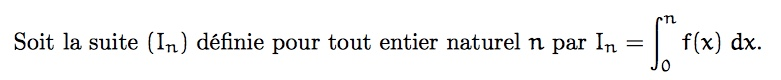 Soit la suite (Iₙ) définie pour tout entier naturel n par Iₙ = ∫₀ⁿ f(x) dx.